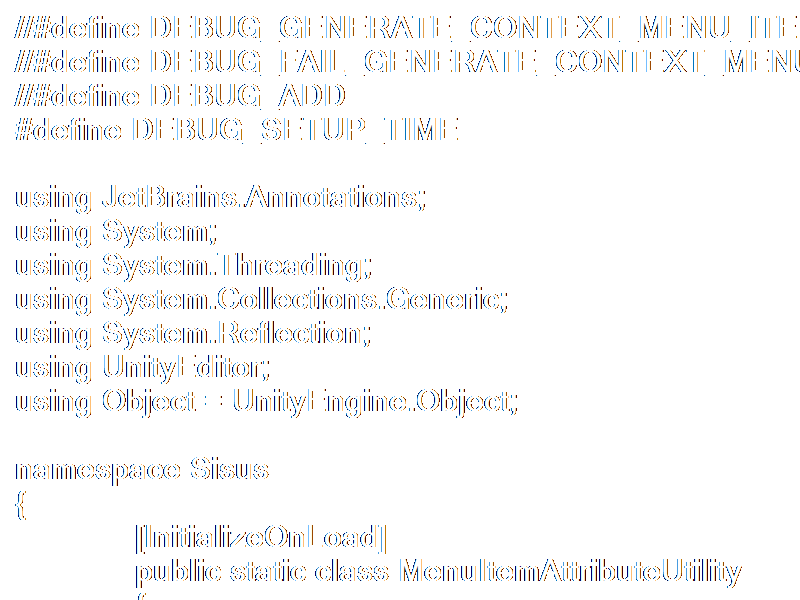 //#define DEBUG_GENERATE_CONTEXT_MENU_ITE
//#define DEBUG_FAIL_GENERATE_CONTEXT_MENU
//#define DEBUG_ADD
#define DEBUG_SETUP_TIME
using JetBrains.Annotations;
using System;
using System.Threading;
using System.Collections.Generic;
using System.Reflection;
using UnityEditor;
using Object = UnityEngine.Object;
namespace Sisus
{
[InitializeOnLoad]
public static class MenuItemAttributeUtility
{